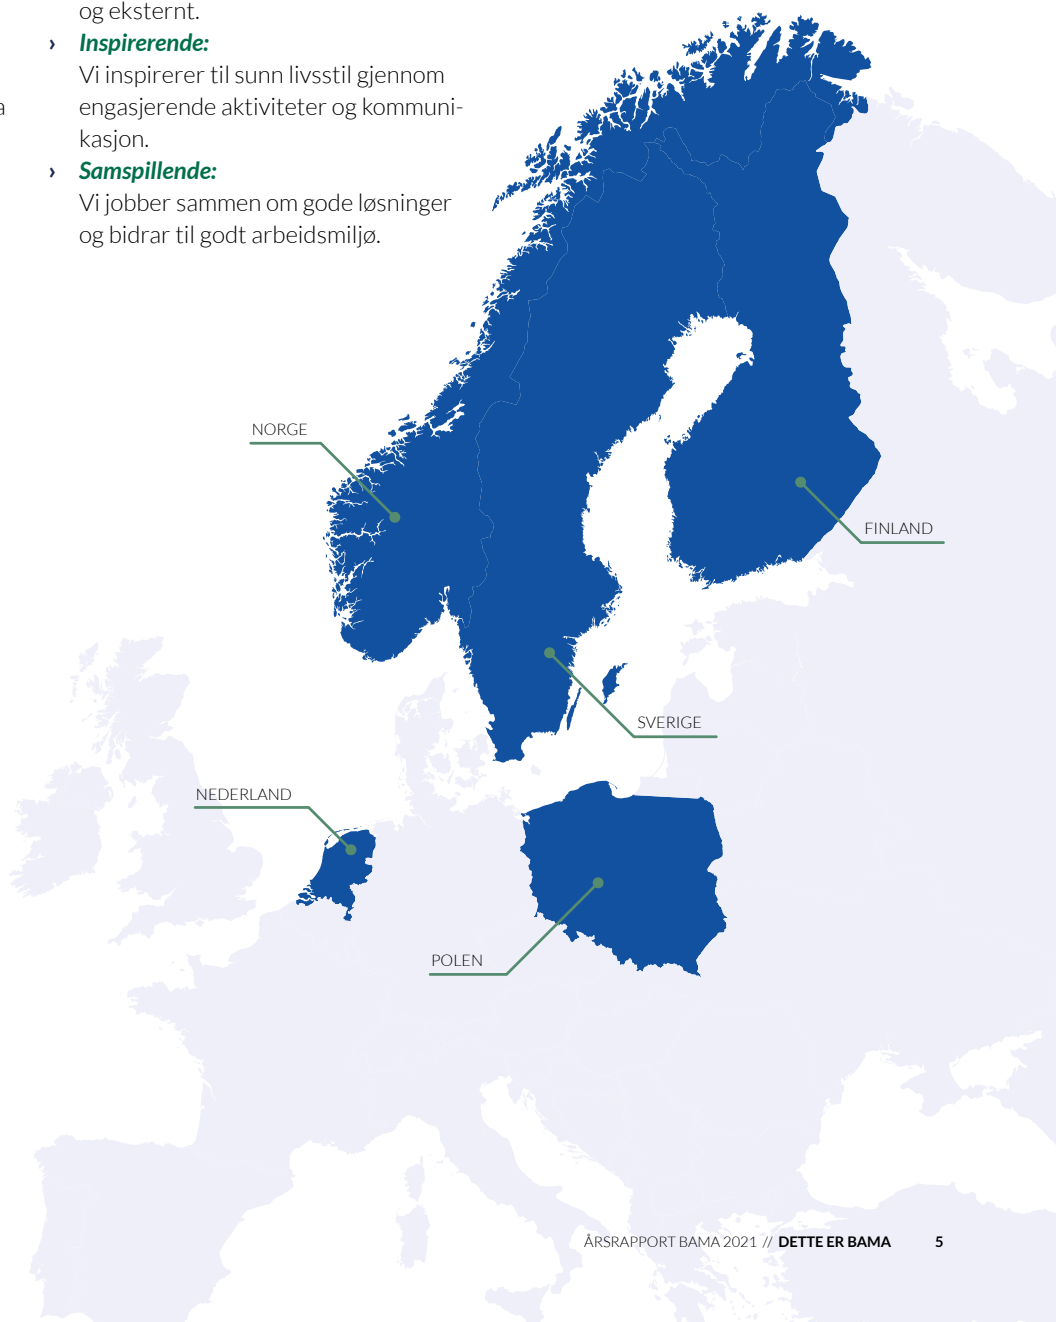 og eksternt.
› Inspirerende:
Vi inspirerer til sunn livsstil gjennom
engasjerende aktiviteter og kommuni-
kasjon.
› Samspillende:
Vi jobber sammen om gode løsninger
og bidrar til godt arbeidsmiljø.
NORGE
FINLAND
SVERIGE
NEDERLAND
POLEN
ÅRSRAPPORT BAMA 2021 // DETTE ER BAMA 5